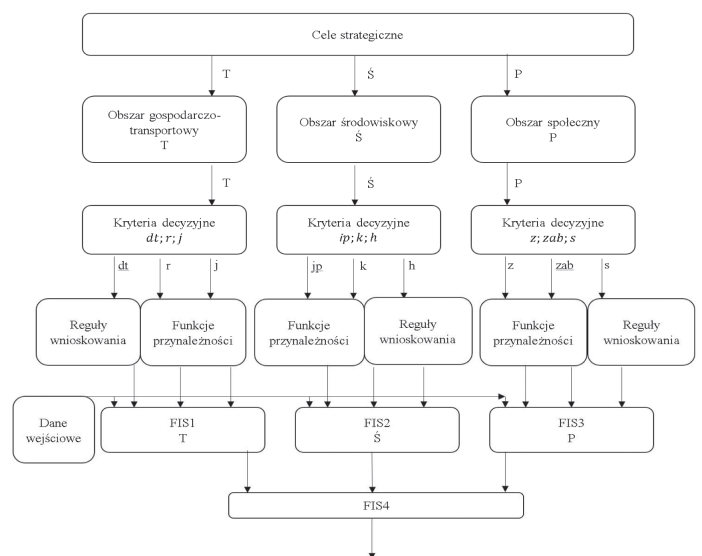 Cele strategiczne
T
Ś
P
Obszar gospodarczo-
transportowy
T
Obszar środowiskowy
Ś
Obszar społeczny
P
T
Ś
P
Kryteria decyzyjne
dt; r; j
Kryteria decyzyjne
ip; k; h
Kryteria decyzyjne
z; zab; s
dt
r
j
jp
k
h
z
zab
s
Reguły
wnioskowania
Funkcje
przynależności
Funkcje
przynależności
Reguły
wnioskowania
Funkcje
przynależności
Reguły
wnioskowania
Dane
wejściowe
FIS1
T
FIS2
Ś
FIS3
P
FIS4